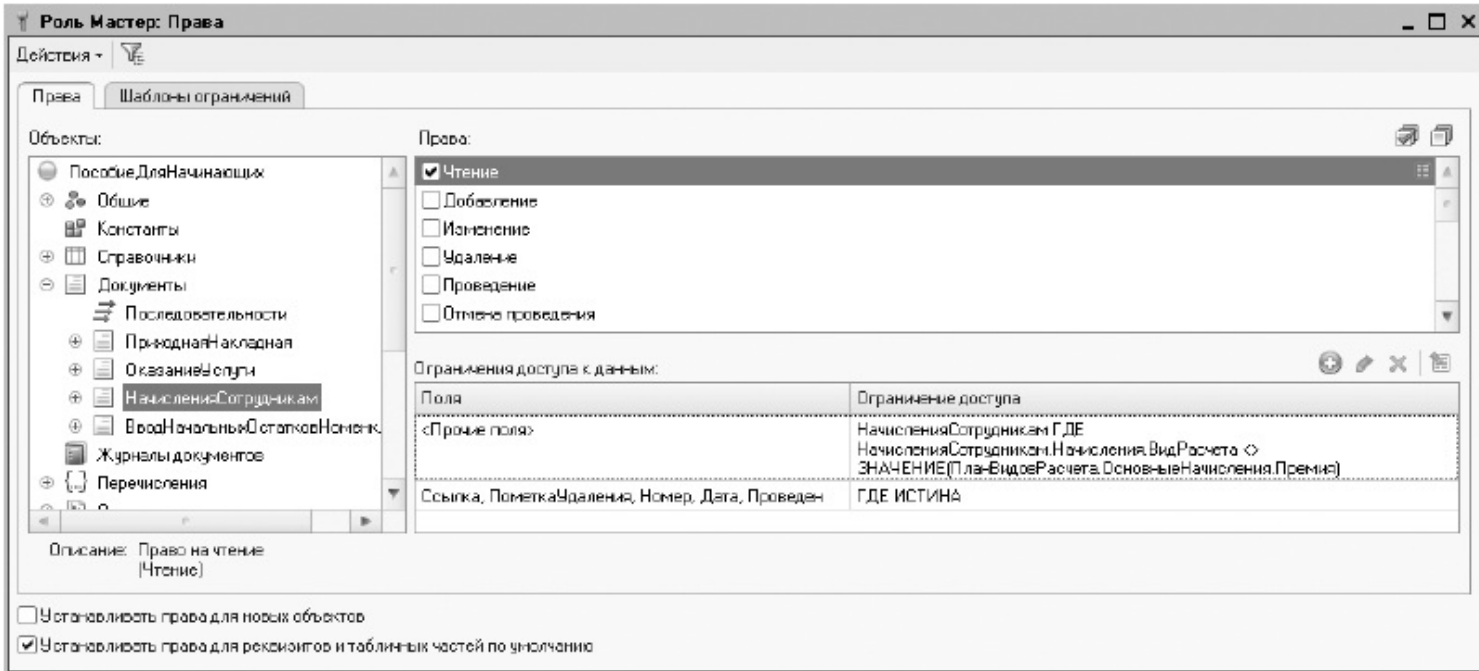 Роль Мастер: Права
Действия
Права
Шаблоны ограничений
Объекты:
ПособиеДляНачинающих
Общие
Константы
Справочники
Документы
Последовательности
ПриходнаяНакладная
ОказаниеУслуги
НачисленияСотрудникам
ВводНачальныхОстатковНоменк.
Журналы документов
Перечисления
Права:
Чтение
Добавление
Изменение
Удаление
Проведение
Отмена проведения
Ограничения доступа к данным:
Поля
Ограничение доступа
<Прочие поля>
НачисленияСотрудникам ГДЕ
НачисленияСотрудникам.Начисления.ВидРасчета <>
ЗНАЧЕНИЕ(ПланВидовРасчета.ОсновныеНачисления.Премия)
Ссылка, ПометкаУдаления, Номер, Дата, Проведен
ГДЕ ИСТИНА
Описание: Право на чтение
(Чтение)
Устанавливать права для новых объектов
Устанавливать права для реквизитов и табличных частей по умолчанию